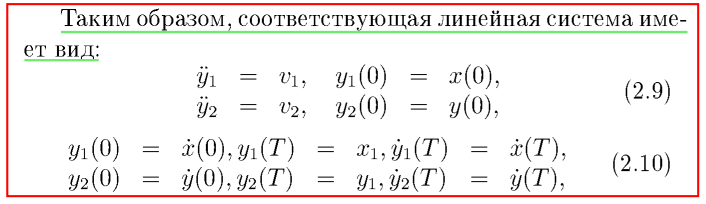 Таким образом, соответствующая линейная система име-
ет вид:
ÿ₁ = v₁, y₁(0) = x(0),
ÿ₂ = v₂, y₂(0) = y(0), (2.9)
y₁(0) = ẋ(0), y₁(T) = x₁, ẏ₁(T) = ẋ(T),
y₂(0) = ẏ(0), y₂(T) = y₁, ẏ₂(T) = ẏ(T), (2.10)